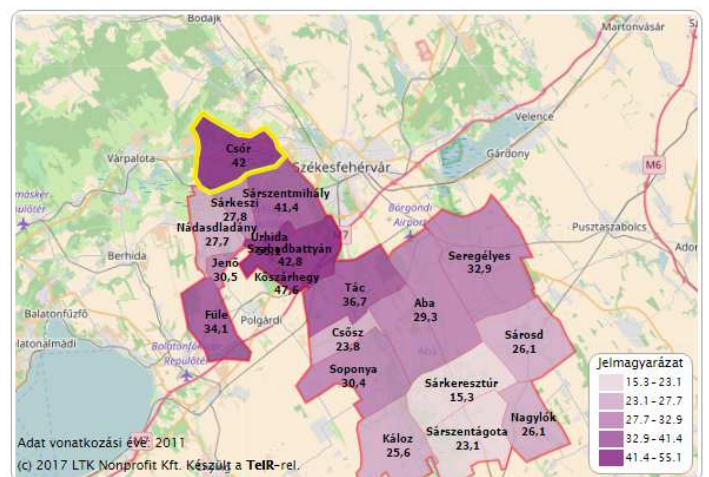 Bodajk
Martonvásár
Csór
42
Velence
Várpalota
Székesfehérvár
Gárdony
M6
Sárszentmihály
41,4
Sárkeszi
27,8
Nádasdladány
27,7
Börgöndi
Pusztaszabolcs
Úrhida
Szabadbattyán
42,8
Berhida
Jenő
30,5
Kőszárhegy
47,6
Seregélyes
32,9
Tác
36,7
Aba
29,3
Füle
34,1
Balatonfűzfő
Polgárdi
Csősz
23,8
Sárosd
26,1
Repülőtér
Soponya
30,4
Jelmagyarázat
15.3-23.1
23.1-27.7
27.7-32.9
32.9-41.4
41.4-55.1
Sárkeresztúr
15,3
Sárszentágota
23,1
Nagylók
26,1
Káloz
25,6
Adat vonatkozási éve: 2011
(c) 2017 LTK Nonprofit Kft. Készült a TeIR-rel.